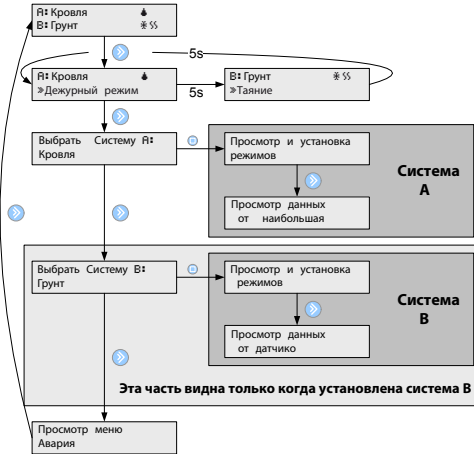 A: Кровля
B: Грунт
5s
A: Кровля
»Дежурный режим
5s
B: Грунт
»Таяние
Выбрать Систему A:
Кровля
Просмотр и установка
режимов
Система
A
Просмотр данных
от наибольшая
Выбрать Систему B:
Грунт
Просмотр и установка
режимов
Система
B
Просмотр данных
от датчико
Эта часть видна только когда установлена система B
Просмотр меню
Авария